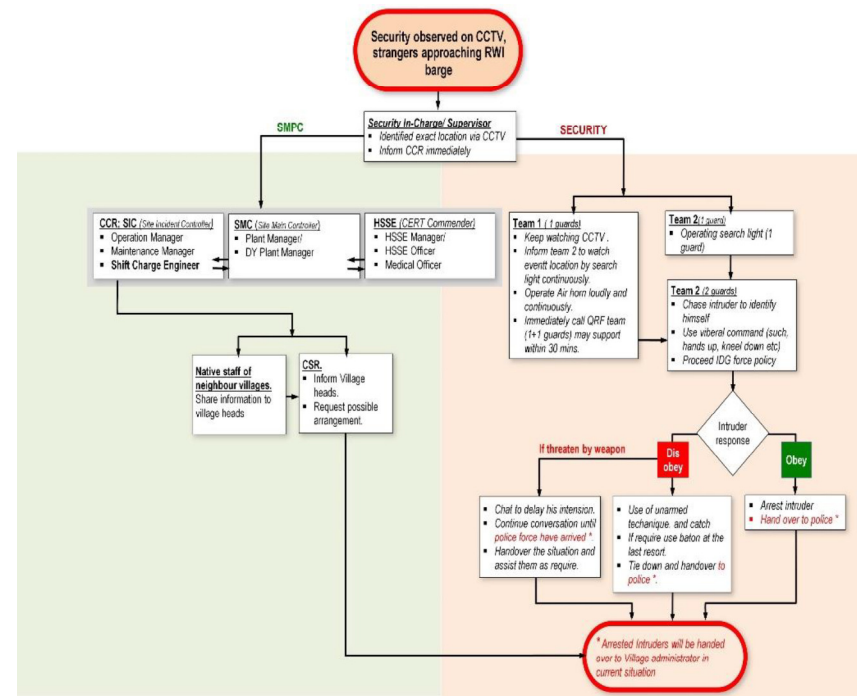 Security observed on CCTV,
strangers approaching RWI
barge
Security In-Charge/ Supervisor
▪ Identified exact location via CCTV
▪ Inform CCR immediately
SMPC
SECURITY
CCR: SIC (Site Incident Controller)
▪ Operation Manager
▪ Maintenance Manager
▪ Shift Charge Engineer
SMC (Site Main Controller)
▪ Plant Manager/
▪ DY Plant Manager
HSSE (CERT Commender)
▪ HSSE Manager/
▪ HSSE Officer
▪ Medical Officer
Native staff of
neighbour villages.
Share information to
village heads
CSR.
▪ Inform Village
heads.
▪ Request possible
arrangement.
Team 1 ( 1 guards)
▪ Keep watching CCTV .
▪ Inform team 2 to watch
eventt location by search
light continuously.
▪ Operate Air horn loudly and
continuously.
▪ Immediately call QRF team
(1+1 guards) may support
within 30 mins.
Team 2(1 guard)
▪ Operating search light (1
guard)
Team 2 (2 guards)
▪ Chase intruder to identify
himself
▪ Use viberal command (such,
hands up, kneel down etc)
▪ Proceed IDG force policy
Intruder
response
If threaten by weapon
Dis
obey
Obey
▪ Chat to delay his intension.
▪ Continue conversation until
police force have arrived *.
▪ Handover the situation and
assist them as require.
▪ Use of unarmed
techanique. and catch
▪ If require use baton at the
last resort.
▪ Tie down and handover to
police *.
▪ Arrest intruder
▪ Hand over to police *
* Arrested Intruders will be handed
over to Village administrator in
current situation